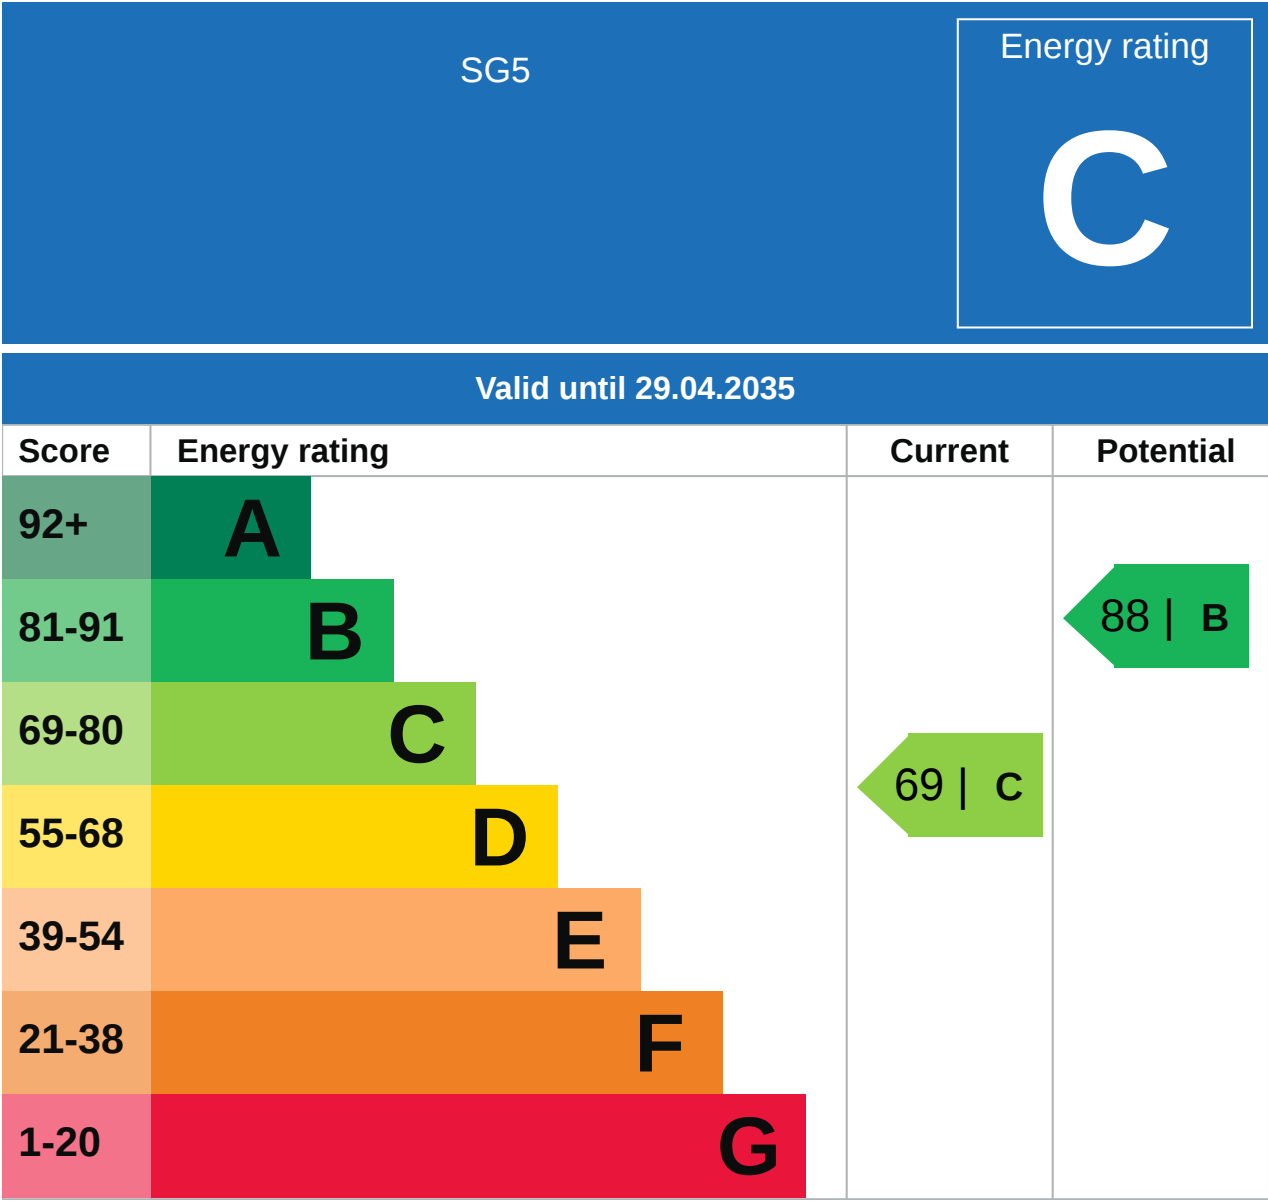 SG5
Energy rating
C
Valid until 29.04.2035
Score Energy rating Current Potential
92+ A
81-91 B 88 | B
69-80 C 69 | C
55-68 D
39-54 E
21-38 F
1-20 G